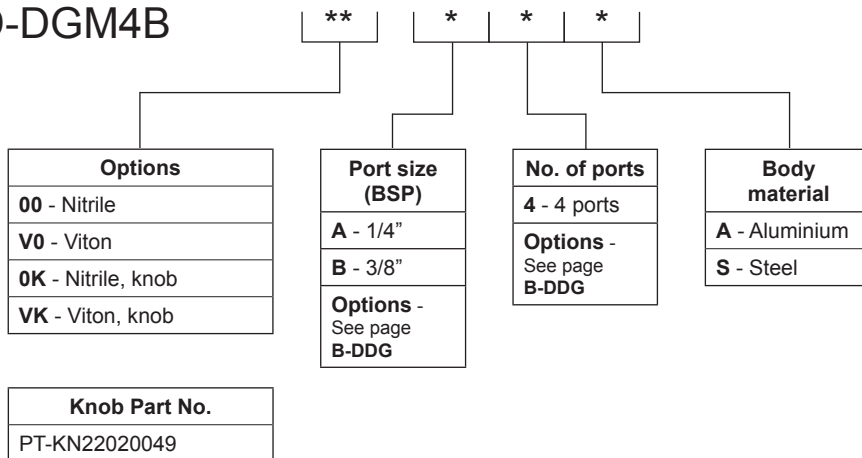 -DGM4B
** * * *
Options
00 - Nitrile
V0 - Viton
0K - Nitrile, knob
VK - Viton, knob
Port size
(BSP)
A - 1/4”
B - 3/8”
Options -
See page
B-DDG
No. of ports
4 - 4 ports
Options -
See page
B-DDG
Body
material
A - Aluminium
S - Steel
Knob Part No.
PT-KN22020049